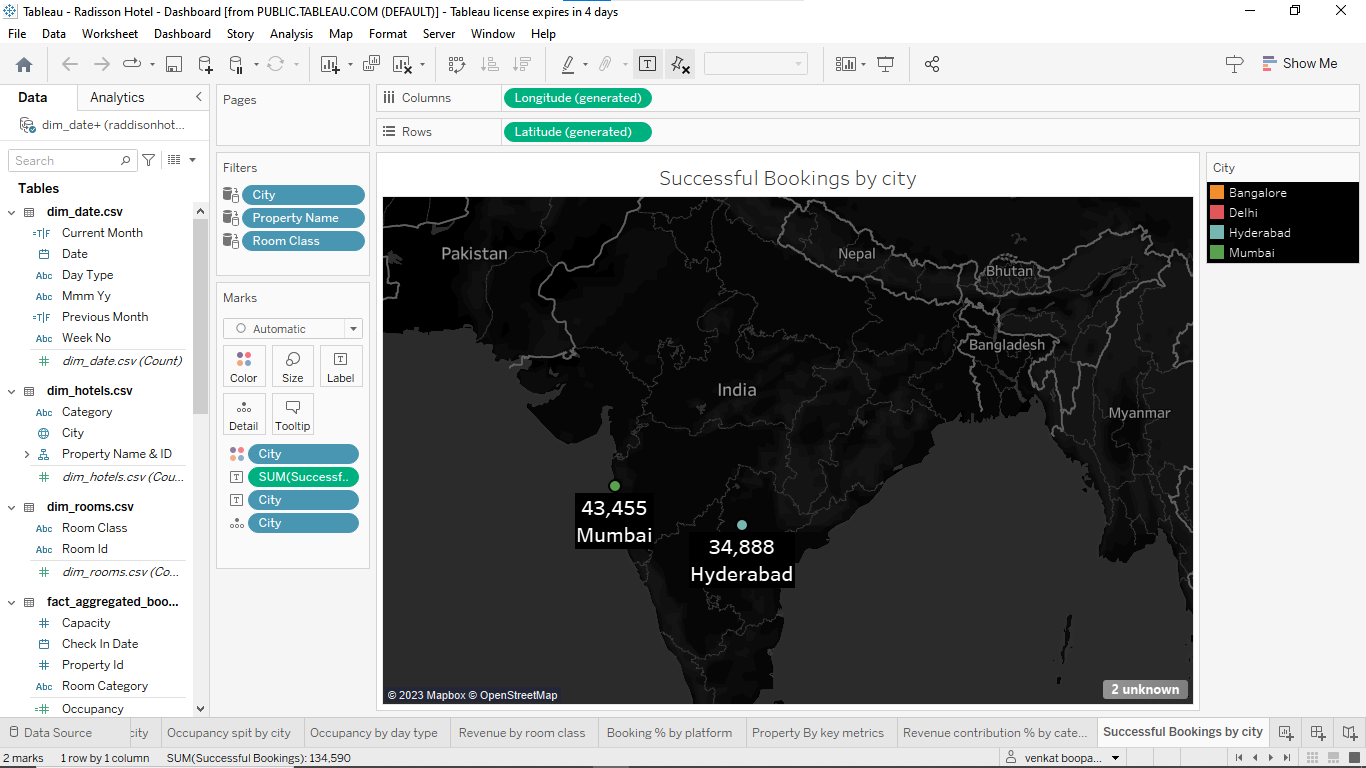 Tableau - Radisson Hotel - Dashboard [from PUBLIC.TABLEAU.COM (DEFAULT)] - Tableau license expires in 4 days
File Data Worksheet Dashboard Story Analysis Map Format Server Window Help
Show Me
Data Analytics
dim_date+ (raddisonhot...
Search
Tables
dim_date.csv
=T|F Current Month
Date
Abc Day Type
Abc Mmm Yy
=T|F Previous Month
Abc Week No
# dim_date.csv (Count)
dim_hotels.csv
Abc Category
City
Property Name & ID
# dim_hotels.csv (Cou...
dim_rooms.csv
Abc Room Class
Abc Room Id
# dim_rooms.csv (Co...
fact_aggregated_boo...
# Capacity
Check In Date
# Property Id
Abc Room Category
=# Occupancy
Pages
Filters
City
Property Name
Room Class
Marks
Automatic
Color Size Label
Detail Tooltip
City
SUM(Successf..
City
City
Columns Longitude (generated)
Rows Latitude (generated)
Successful Bookings by city
Pakistan
Nepal
Bhutan
Bangladesh
India
Myanmar
43,455
Mumbai
34,888
Hyderabad
© 2023 Mapbox © OpenStreetMap
2 unknown
City
Bangalore
Delhi
Hyderabad
Mumbai
Data Source city Occupancy spit by city Occupancy by day type Revenue by room class Booking % by platform Property By key metrics Revenue contribution % by cate... Successful Bookings by city
2 marks 1 row by 1 column SUM(Successful Bookings): 134,590 venkat boopa...